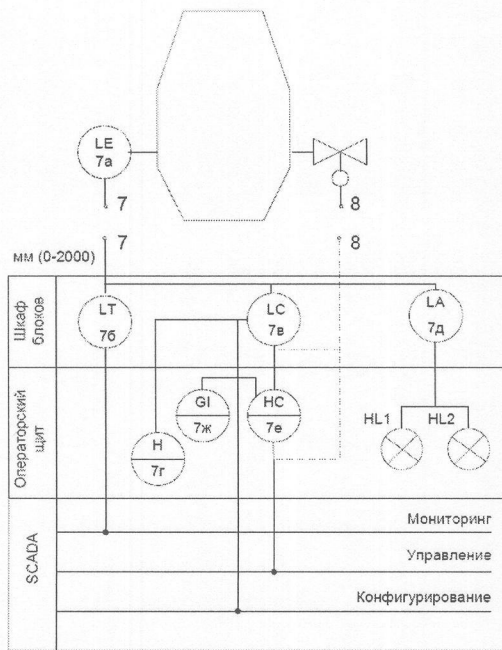 LE
7а
7
8
7
8
мм (0-2000)
Шкаф
блоков
LT
7б
LC
7в
LA
7д
Операторский
щит
GI
7ж
HC
7е
H
7г
HL1
HL2
SCADA
Мониторинг
Управление
Конфигурирование